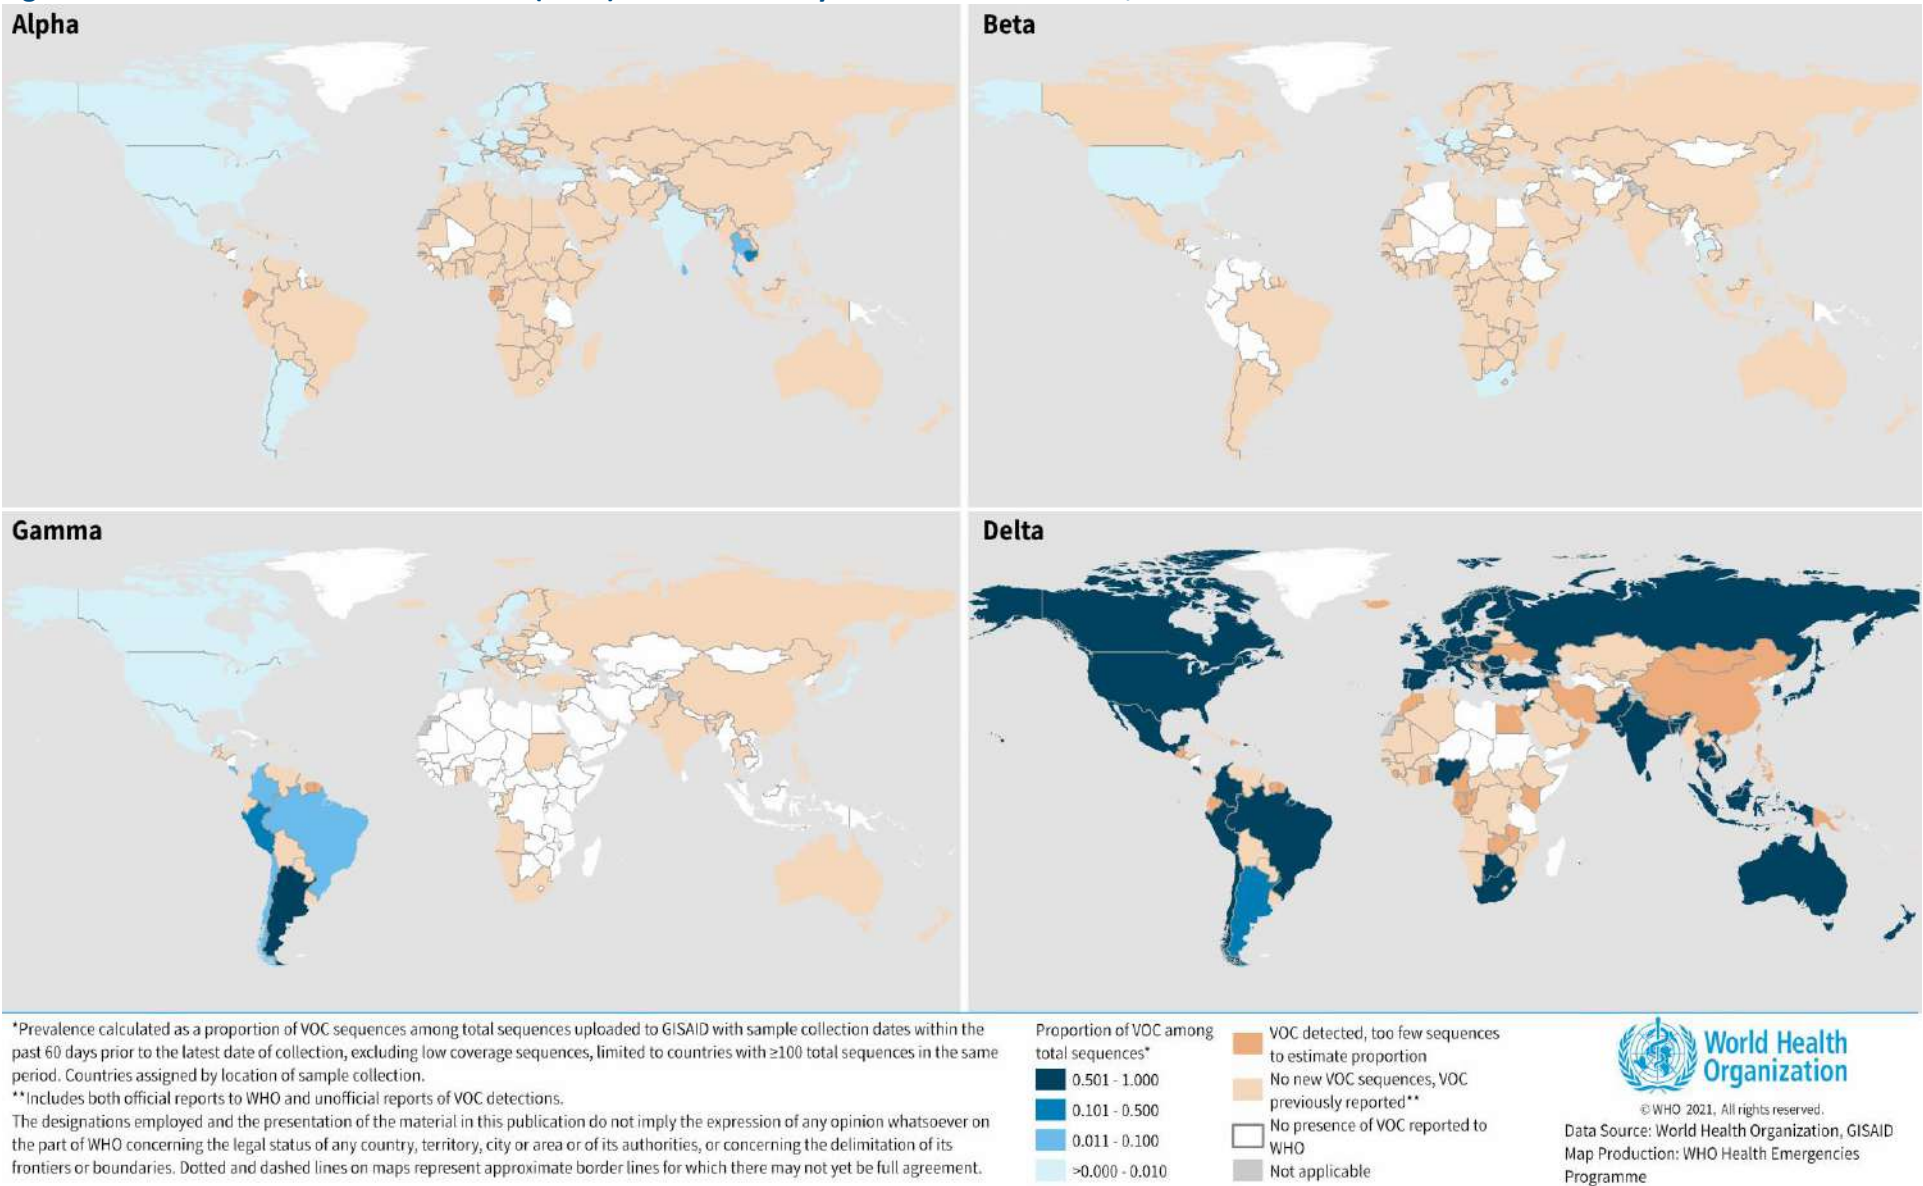 Alpha
Beta
Gamma
Delta
*Prevalence calculated as a proportion of VOC sequences among total sequences uploaded to GISAID with sample collection dates within the
past 60 days prior to the latest date of collection, excluding low coverage sequences, limited to countries with ≥100 total sequences in the same
period. Countries assigned by location of sample collection.
**Includes both official reports to WHO and unofficial reports of VOC detections.
The designations employed and the presentation of the material in this publication do not imply the expression of any opinion whatsoever on
the part of WHO concerning the legal status of any country, territory, city or area or of its authorities, or concerning the delimitation of its
frontiers or boundaries. Dotted and dashed lines on maps represent approximate border lines for which there may not yet be full agreement.
Proportion of VOC among
total sequences*
0.501 - 1.000
0.101 - 0.500
0.011 - 0.100
>0.000 - 0.010
VOC detected, too few sequences
to estimate proportion
No new VOC sequences, VOC
previously reported**
No presence of VOC reported to
WHO
Not applicable
World Health
Organization
© WHO 2021, All rights reserved.
Data Source: World Health Organization, GISAID
Map Production: WHO Health Emergencies
Programme